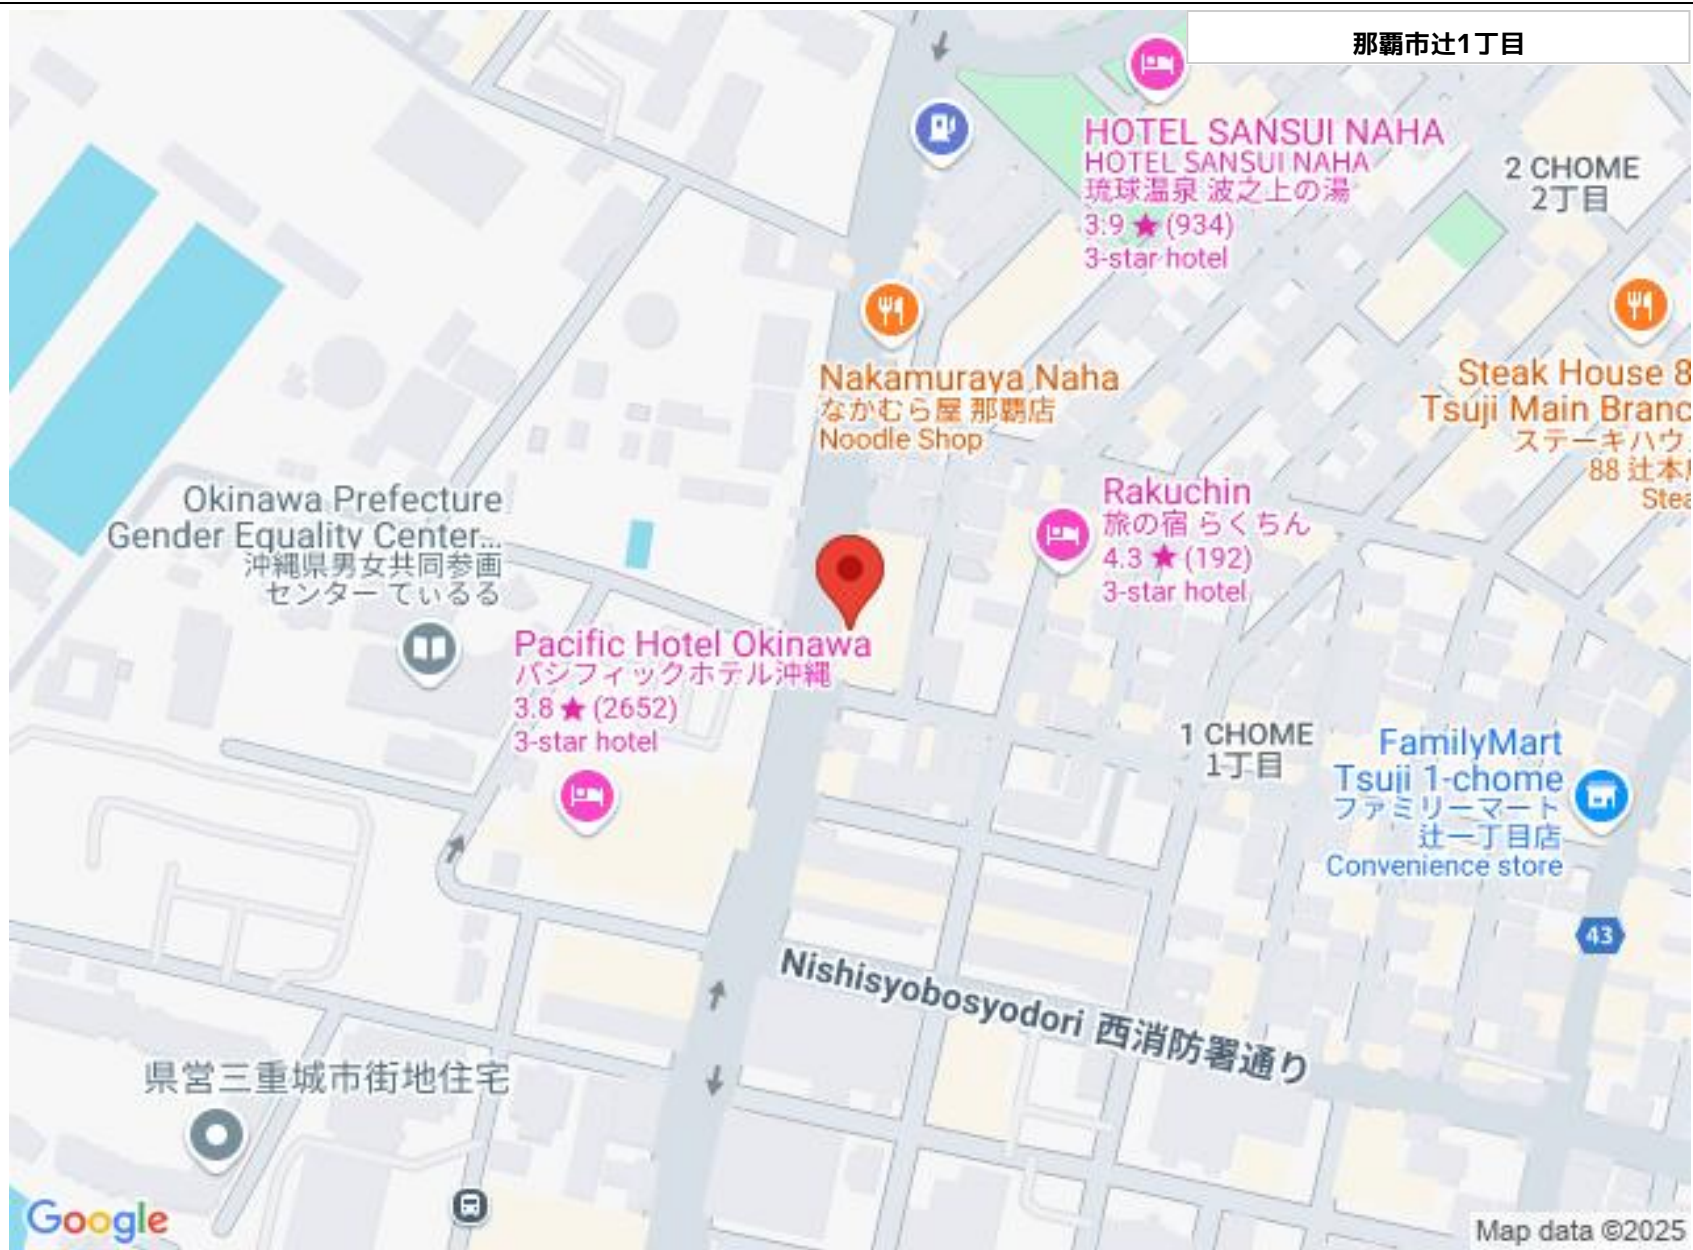 那覇市辻1丁目
HOTEL SANSUI NAHA
HOTEL SANSUI NAHA
琉球温泉 波之上の湯
3.9 ★ (934)
3-star hotel
2 CHOME
2丁目
Nakamuraya Naha
なかむら屋 那覇店
Noodle Shop
Steak House 8
Tsuji Main Branc
ステーキハウ
88 辻本
Stea
Okinawa Prefecture
Gender Equality Center...
沖縄県男女共同参画
センター てぃるる
Rakuchin
旅の宿 らくちん
4.3 ★ (192)
3-star hotel
Pacific Hotel Okinawa
パシフィックホテル沖縄
3.8 ★ (2652)
3-star hotel
1 CHOME
1丁目
FamilyMart
Tsuji 1-chome
ファミリーマート
辻一丁目店
Convenience store
43
Nishisyobosyodori 西消防署通り
県営三重城市街地住宅
Google
Map data ©2025